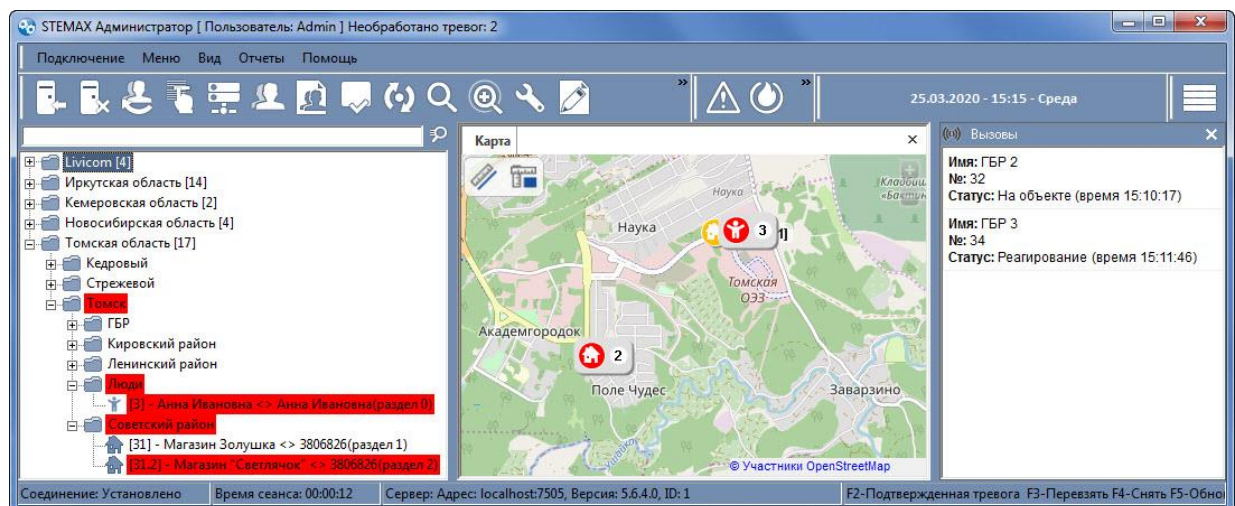 STEMAX Администратор [ Пользователь: Admin ] Необработано тревог: 2
Подключение Меню Вид Отчеты Помощь
» »
25.03.2020 - 15:15 - Среда
Livicom [4]
Иркутская область [14]
Кемеровская область [2]
Новосибирская область [4]
Томская область [17]
Кедровый
Стрежевой
Томск
ГБР
Кировский район
Ленинский район
Люди
[3] - Анна Ивановна <> Анна Ивановна(раздел 0)
Советский район
[31] - Магазин Золушка <> 3806826(раздел 1)
[31.2] - Магазин "Светлячок" <> 3806826(раздел 2)
Карта
Наука
Наука
3
1]
Томская
ОЭЗ
Академгородок
2
Поле Чудес
Заварзино
Ушайка
© Участники OpenStreetMap
Вызовы
Имя: ГБР 2
№: 32
Статус: На объекте (время 15:10:17)
Имя: ГБР 3
№: 34
Статус: Реагирование (время 15:11:46)
Соединение: Установлено Время сеанса: 00:00:12 Сервер: Адрес: localhost:7505, Версия: 5.6.4.0, ID: 1 F2-Подтвержденная тревога F3-Перевзять F4-Снять F5-Обно